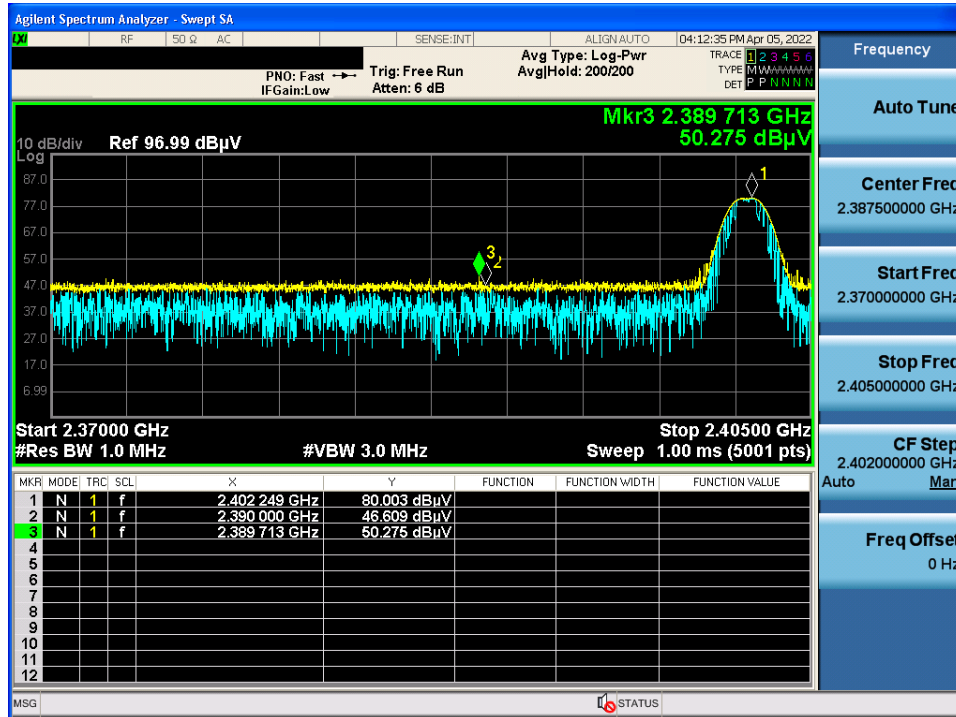 Agilent Spectrum Analyzer - Swept SA
LXI RF 50 Ω AC SENSE:INT ALIGN AUTO 04:12:35 PM Apr 05, 2022
Frequency
PNO: Fast Trig: Free Run Avg Type: Log-Pwr TRACE 1 2 3 4 5 6
IFGain:Low Atten: 6 dB Avg|Hold: 200/200 TYPE M
DET P P N N N N
Auto Tune
Mkr3 2.389 713 GHz
50.275 dBµV
10 dB/div Ref 96.99 dBµV
Log
87.0
77.0
67.0
57.0
47.0
37.0
27.0
17.0
6.99
1
3
2
Center Freq
2.387500000 GHz
Start Freq
2.370000000 GHz
Stop Freq
2.405000000 GHz
Start 2.37000 GHz Stop 2.40500 GHz
#Res BW 1.0 MHz #VBW 3.0 MHz Sweep 1.00 ms (5001 pts)
CF Step
2.402000000 GHz
Auto Man
MKR MODE TRC SCL X Y FUNCTION FUNCTION WIDTH FUNCTION VALUE
1 N 1 f 2.402 249 GHz 80.003 dBµV
2 N 1 f 2.390 000 GHz 46.609 dBµV
3 N 1 f 2.389 713 GHz 50.275 dBµV
4
5
6
7
8
9
10
11
12
Freq Offset
0 Hz
MSG STATUS